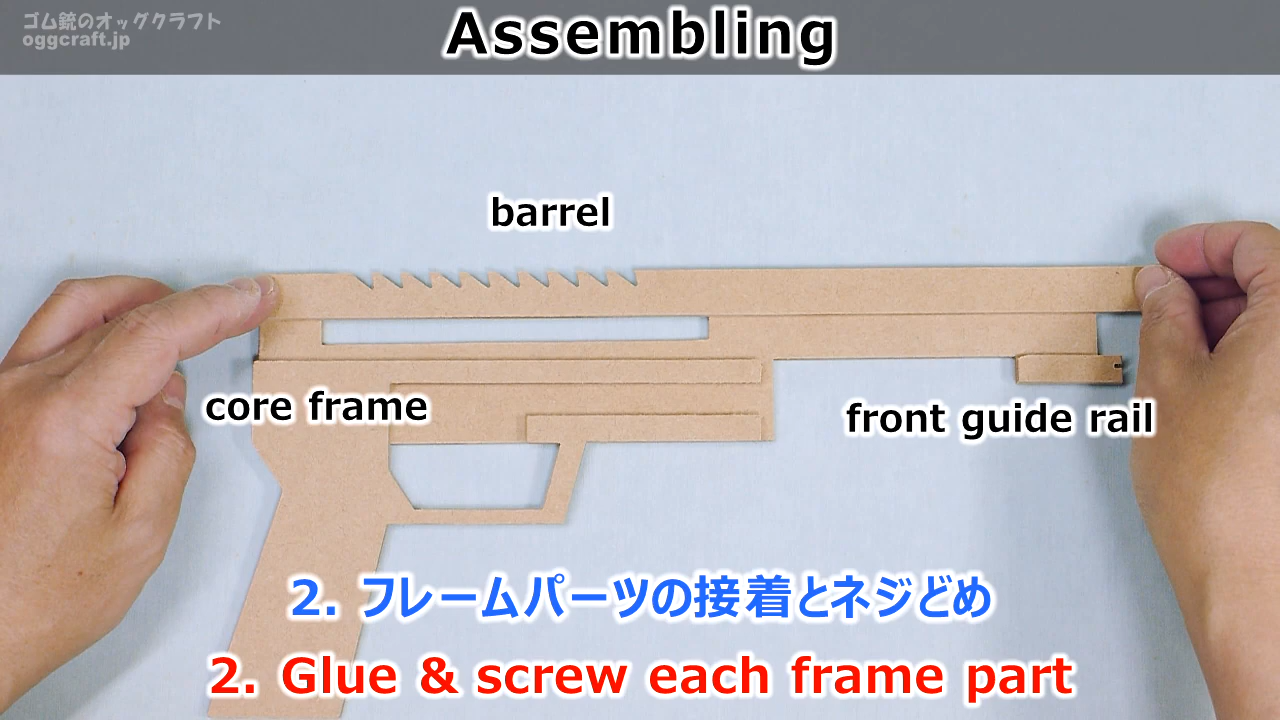 ゴム銃のオッグクラフト
oggcraft.jp
Assembling
barrel
core frame
front guide rail
2. フレームパーツの接着とネジどめ
2. Glue & screw each frame part